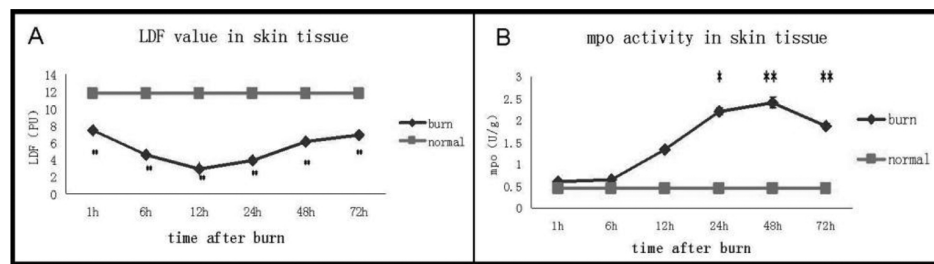 A
LDF value in skin tissue
LDF (PU)
14
12
10
8
6
4
2
0
1h
6h
12h
24h
48h
72h
time after burn
burn
normal
B
mpo activity in skin tissue
mpo (U/g)
3
2.5
2
1.5
1
0.5
0
*
**
**
1h
6h
12h
24h
48h
72h
time after burn
burn
normal